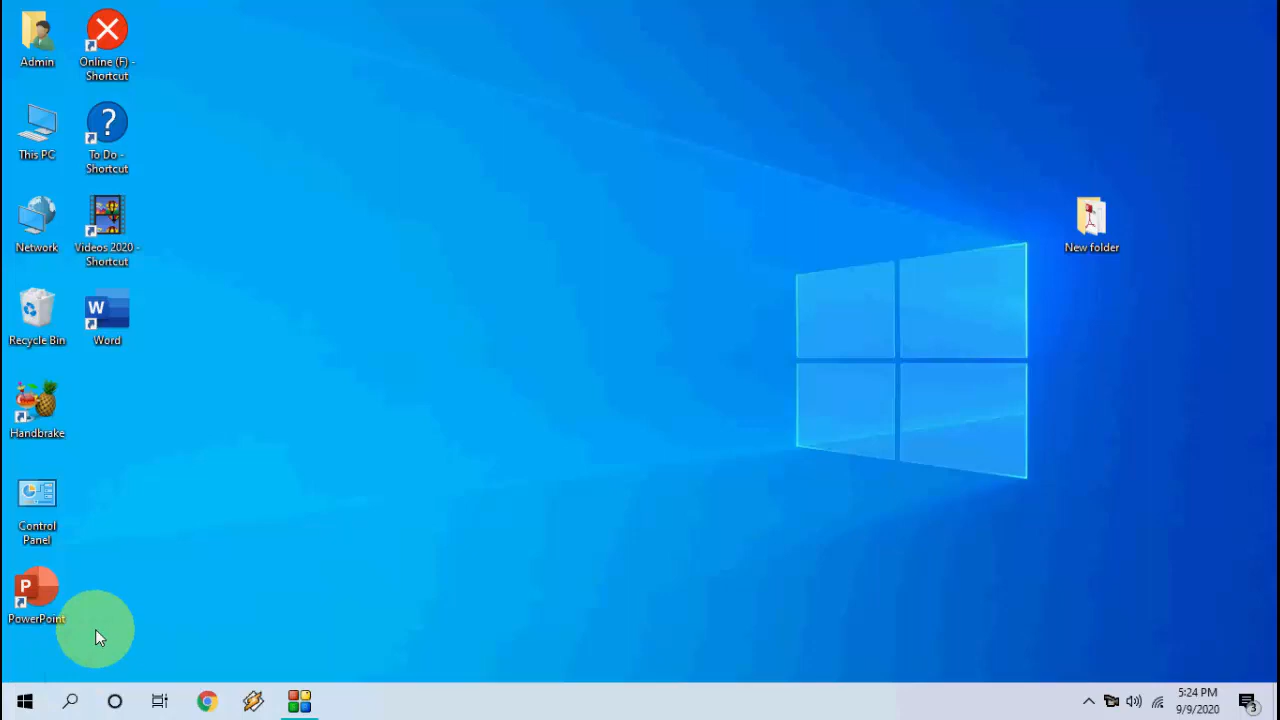 Admin
Online (F) -
Shortcut
This PC
?
To Do -
Shortcut
Network
Videos 2020 -
Shortcut
Recycle Bin
W
Word
Handbrake
Control
Panel
P
PowerPoint
New folder
5:24 PM
9/9/2020
3